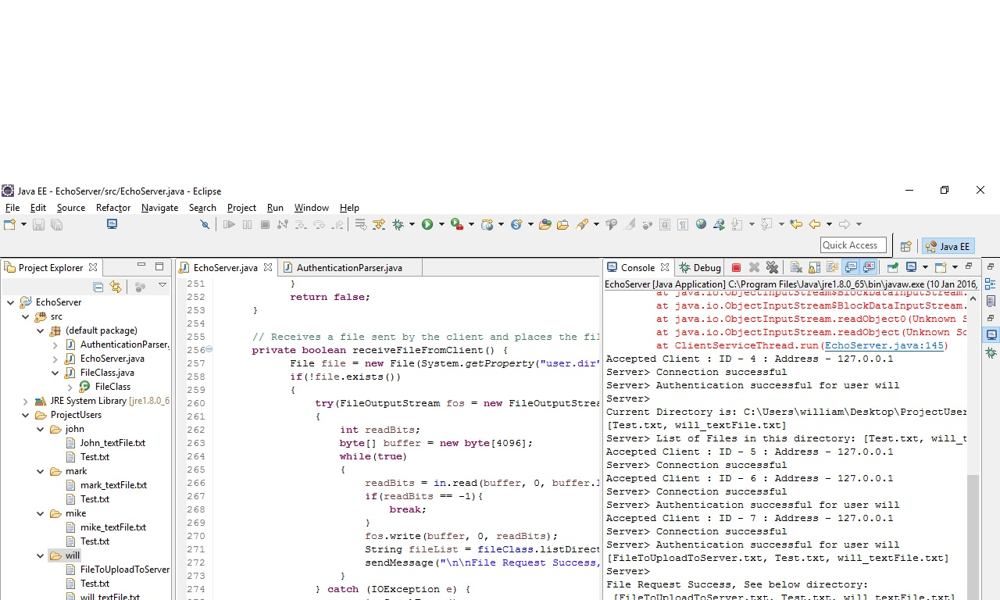 Java EE - EchoServer/src/EchoServer.java - Eclipse
File Edit Source Refactor Navigate Search Project Run Window Help
Quick Access
Java EE
Project Explorer
EchoServer
src
(default package)
AuthenticationParser.
EchoServer.java
FileClass.java
FileClass
JRE System Library [jre1.8.0_6
ProjectUsers
john
John_textFile.txt
Test.txt
mark
mark_textFile.txt
Test.txt
mike
mike_textFile.txt
Test.txt
will
FileToUploadToServer
Test.txt
will_textFile.txt
EchoServer.java AuthenticationParser.java
251 }
252 return false;
253 }
254
255 // Receives a file sent by the client and places the fil
256 private boolean receiveFileFromClient() {
257 File file = new File(System.getProperty("user.dir"
258 if(!file.exists())
259 {
260 try(FileOutputStream fos = new FileOutputStrea
261 {
262 int readBits;
263 byte[] buffer = new byte[4096];
264 while(true)
265 {
266 readBits = in.read(buffer, 0, buffer.l
267 if(readBits == -1){
268 break;
269 }
270 fos.write(buffer, 0, readBits);
271 String fileList = fileClass.listDirect
272 sendMessage("\n\nFile Request Success,
273 }
274 } catch (IOException e) {
Console Debug
EchoServer [Java Application] C:\Program Files\Java\jre1.8.0_65\bin\javaw.exe (10 Jan 2016,
at java.io.ObjectInputStream$BlockDataInputStream.
at java.io.ObjectInputStream$BlockDataInputStream.
at java.io.ObjectInputStream.readObject0(Unknown S
at java.io.ObjectInputStream.readObject(Unknown So
at ClientServiceThread.run(EchoServer.java:145)
Accepted Client : ID - 4 : Address - 127.0.0.1
Server> Connection successful
Server> Authentication successful for user will
Server>
Current Directory is: C:\Users\william\Desktop\ProjectUser
[Test.txt, will_textFile.txt]
Server> List of Files in this directory: [Test.txt, will_t
Accepted Client : ID - 5 : Address - 127.0.0.1
Server> Connection successful
Accepted Client : ID - 6 : Address - 127.0.0.1
Server> Connection successful
Server> Authentication successful for user will
Accepted Client : ID - 7 : Address - 127.0.0.1
Server> Connection successful
Server> Authentication successful for user will
[FileToUploadToServer.txt, Test.txt, will_textFile.txt]
Server>
File Request Success, See below directory:
[FileToUploadToServer.txt, Test.txt, will_textFile.txt]